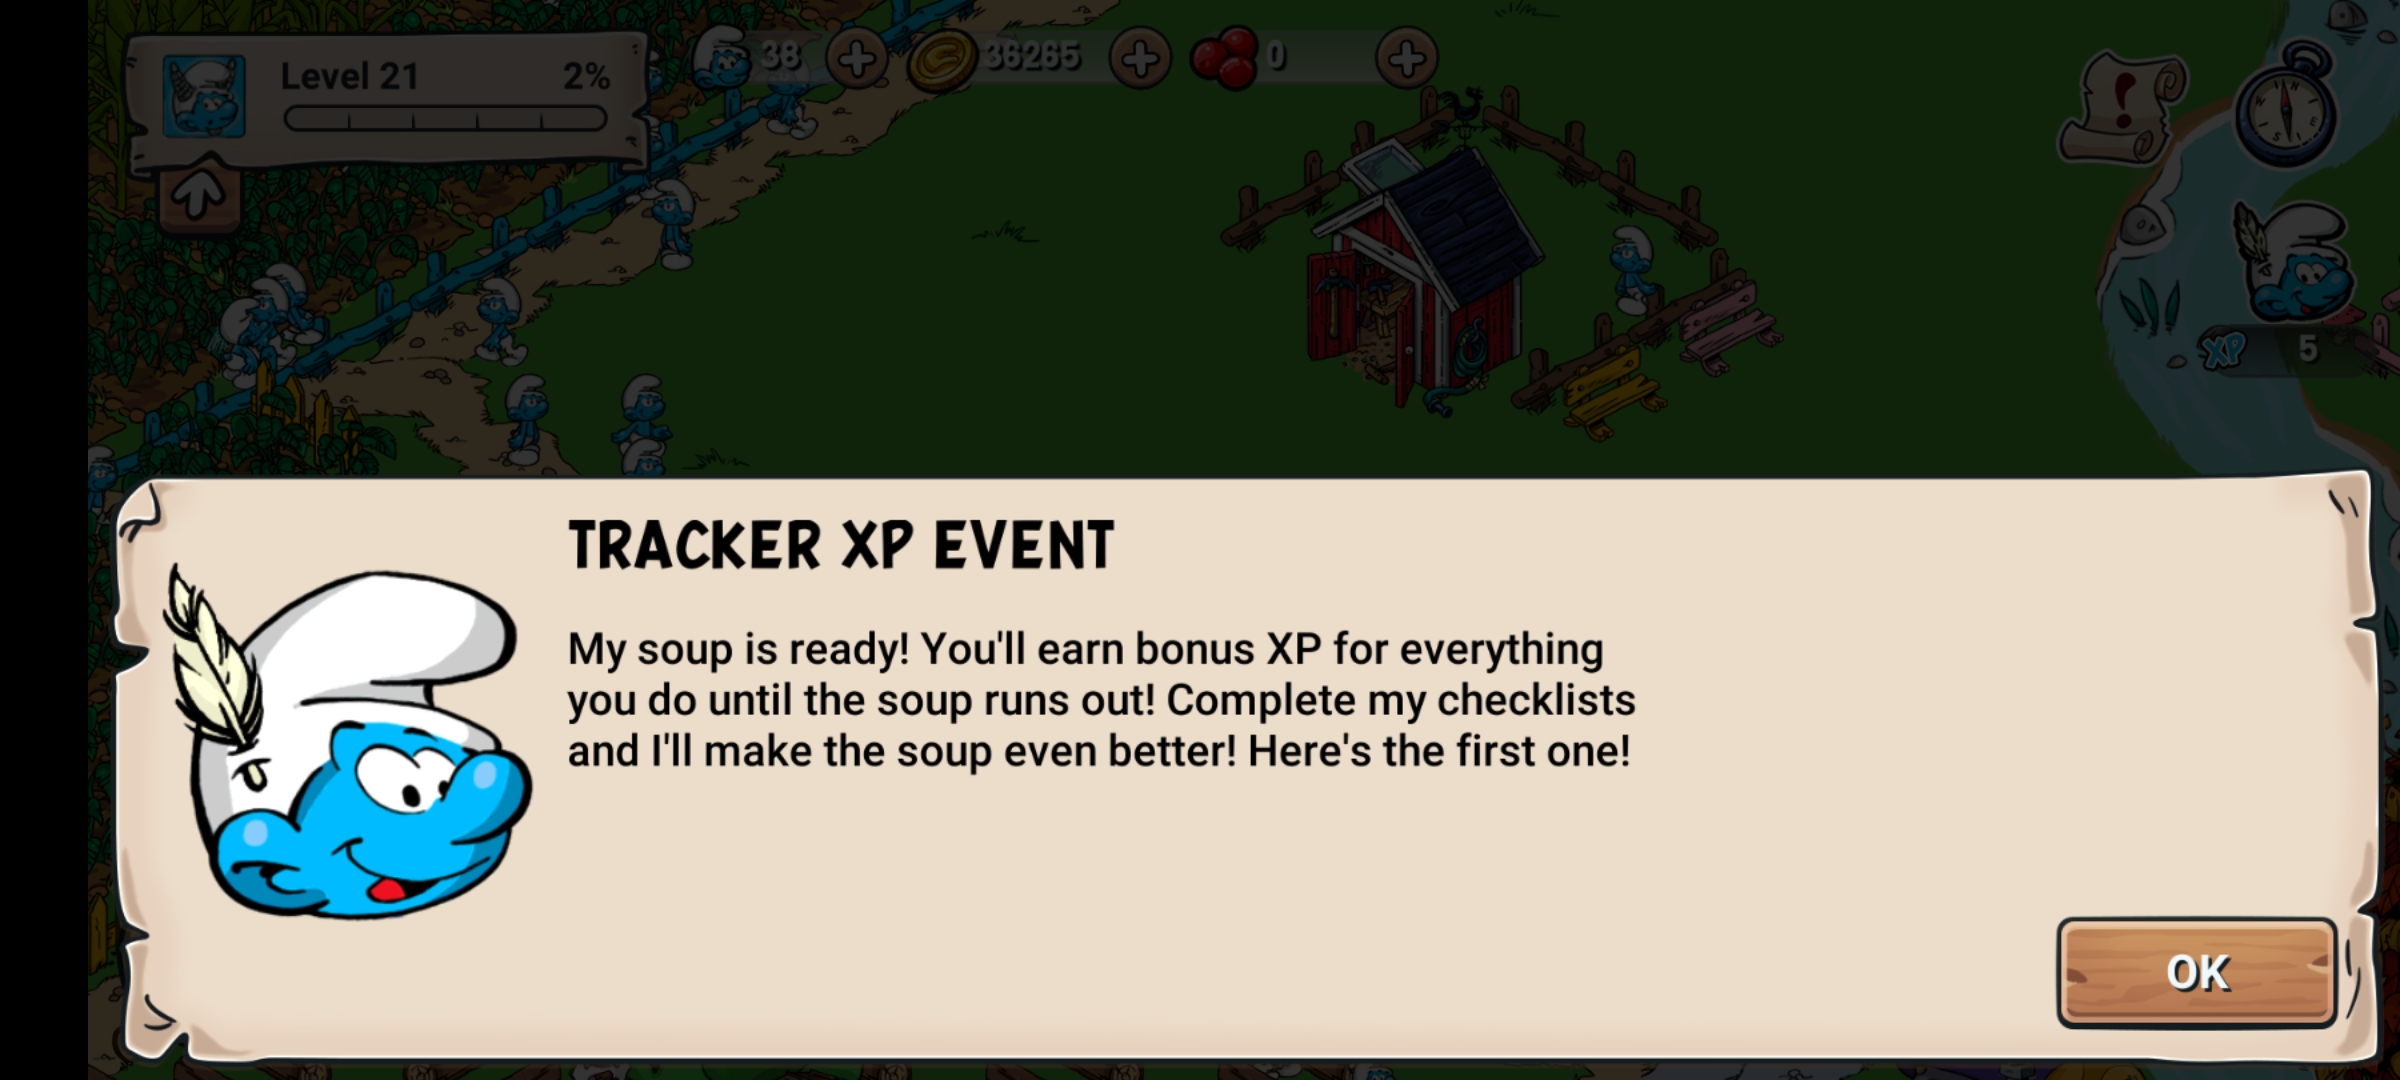 Level 21 2% 38 36265 0
XP 5
TRACKER XP EVENT
My soup is ready! You'll earn bonus XP for everything
you do until the soup runs out! Complete my checklists
and I'll make the soup even better! Here's the first one!
OK